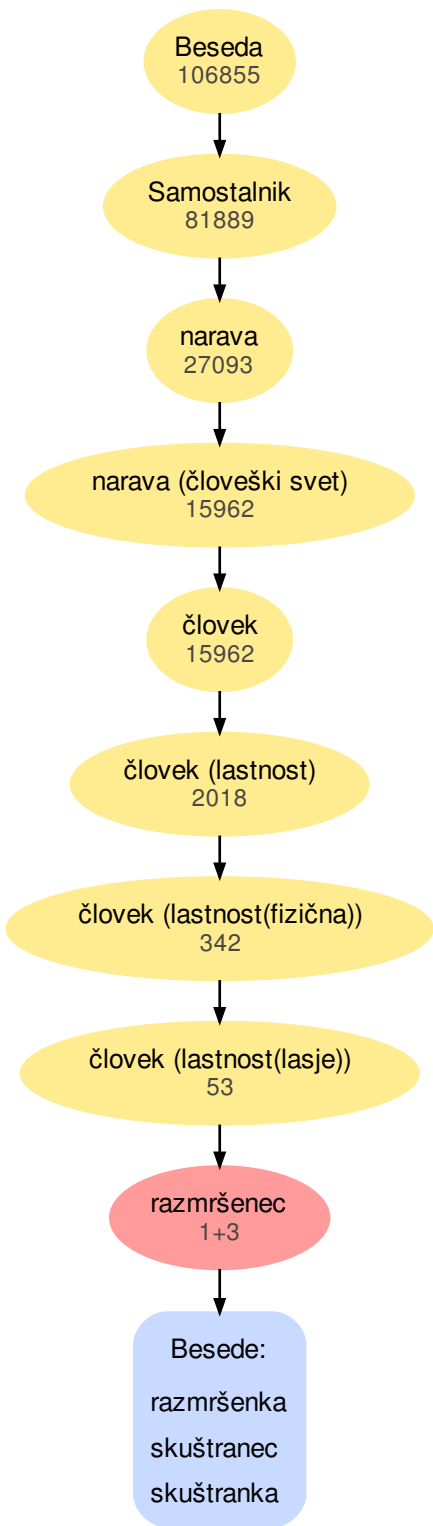 Beseda
106855
Samostalnik
81889
narava
27093
narava (človeški svet)
15962
človek
15962
človek (lastnost)
2018
človek (lastnost(fizična))
342
človek (lastnost(lasje))
53
razmršenec
1+3
Besede:
razmršenka
skuštranec
skuštranka